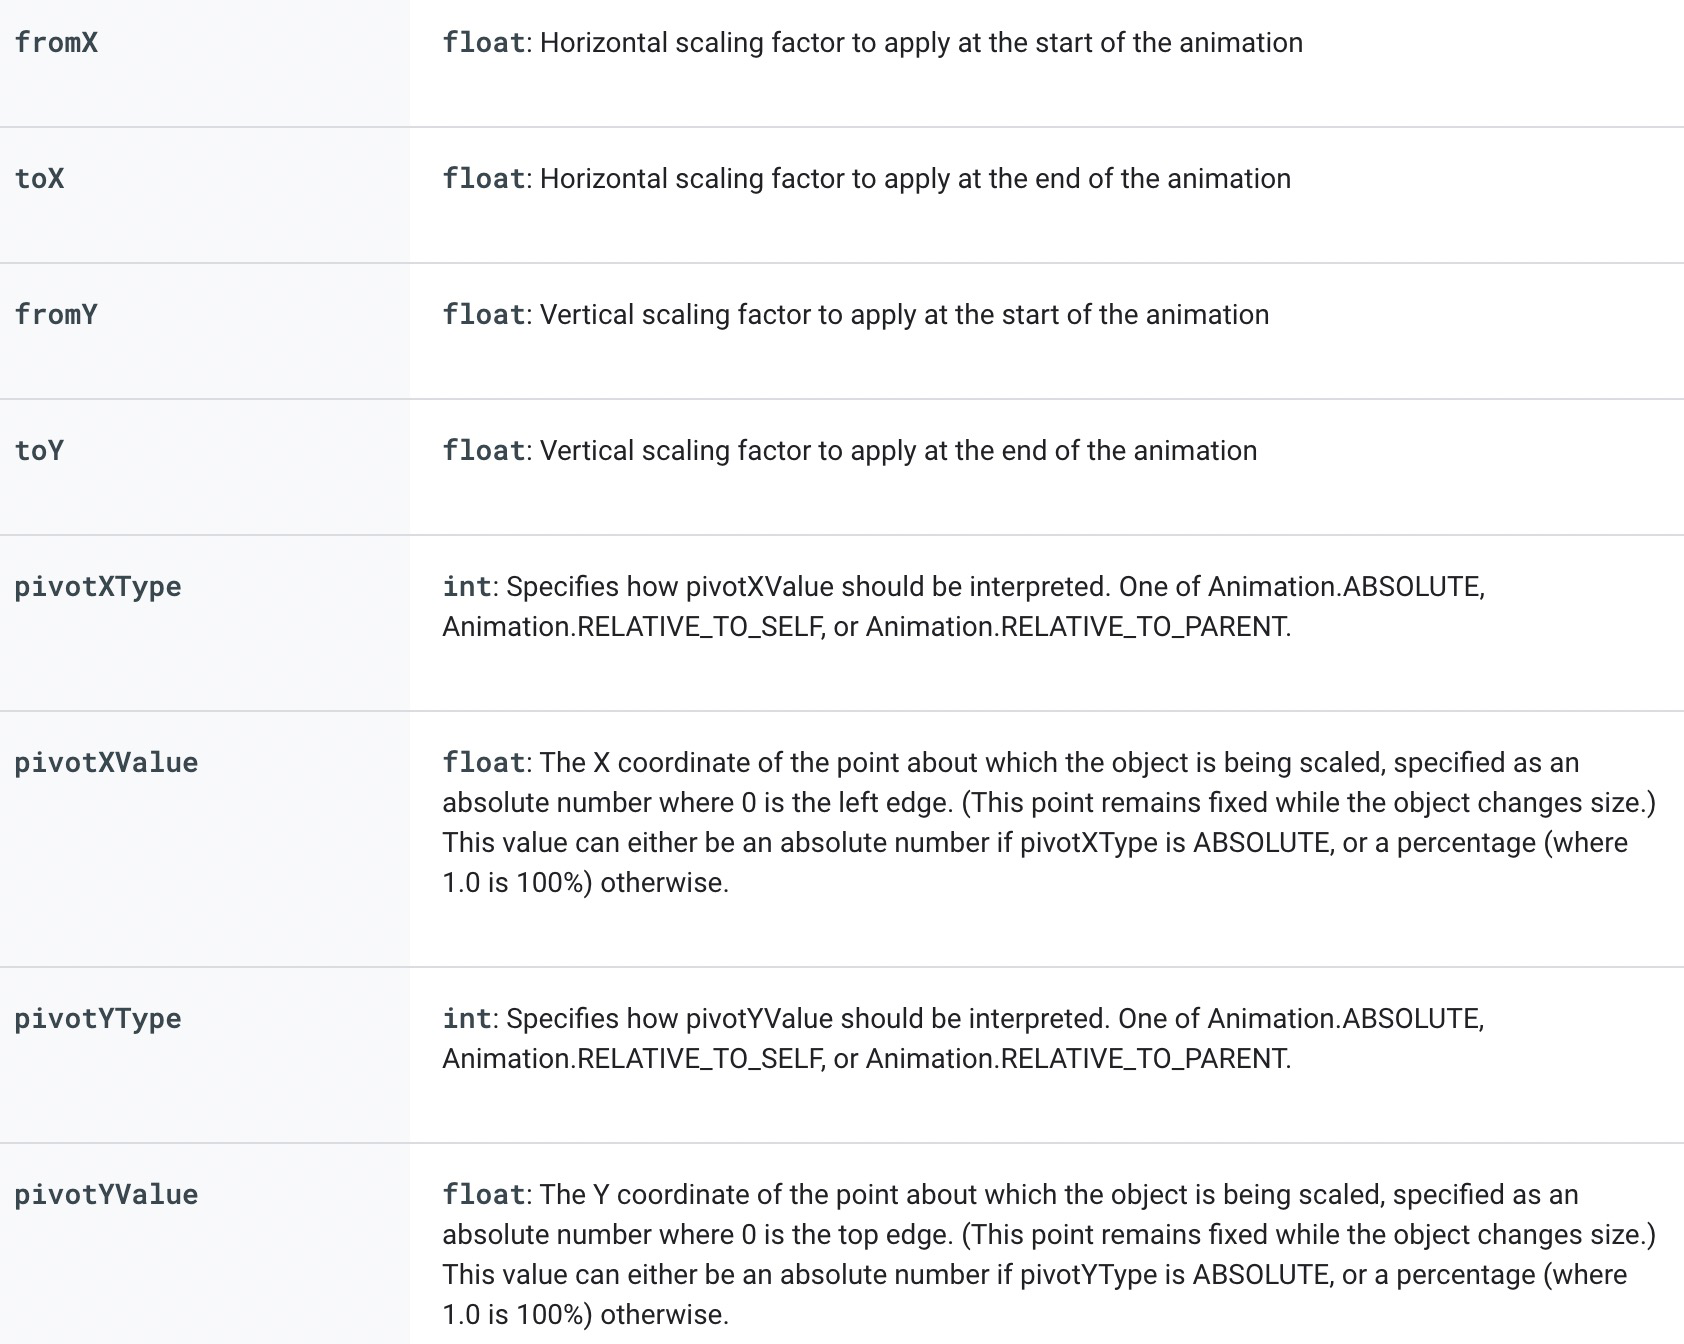 fromX
float: Horizontal scaling factor to apply at the start of the animation
toX
float: Horizontal scaling factor to apply at the end of the animation
fromY
float: Vertical scaling factor to apply at the start of the animation
toY
float: Vertical scaling factor to apply at the end of the animation
pivotXType
int: Specifies how pivotXValue should be interpreted. One of Animation.ABSOLUTE,
Animation.RELATIVE_TO_SELF, or Animation.RELATIVE_TO_PARENT.
pivotXValue
float: The X coordinate of the point about which the object is being scaled, specified as an
absolute number where 0 is the left edge. (This point remains fixed while the object changes size.)
This value can either be an absolute number if pivotXType is ABSOLUTE, or a percentage (where
1.0 is 100%) otherwise.
pivotYType
int: Specifies how pivotYValue should be interpreted. One of Animation.ABSOLUTE,
Animation.RELATIVE_TO_SELF, or Animation.RELATIVE_TO_PARENT.
pivotYValue
float: The Y coordinate of the point about which the object is being scaled, specified as an
absolute number where 0 is the top edge. (This point remains fixed while the object changes size.)
This value can either be an absolute number if pivotYType is ABSOLUTE, or a percentage (where
1.0 is 100%) otherwise.